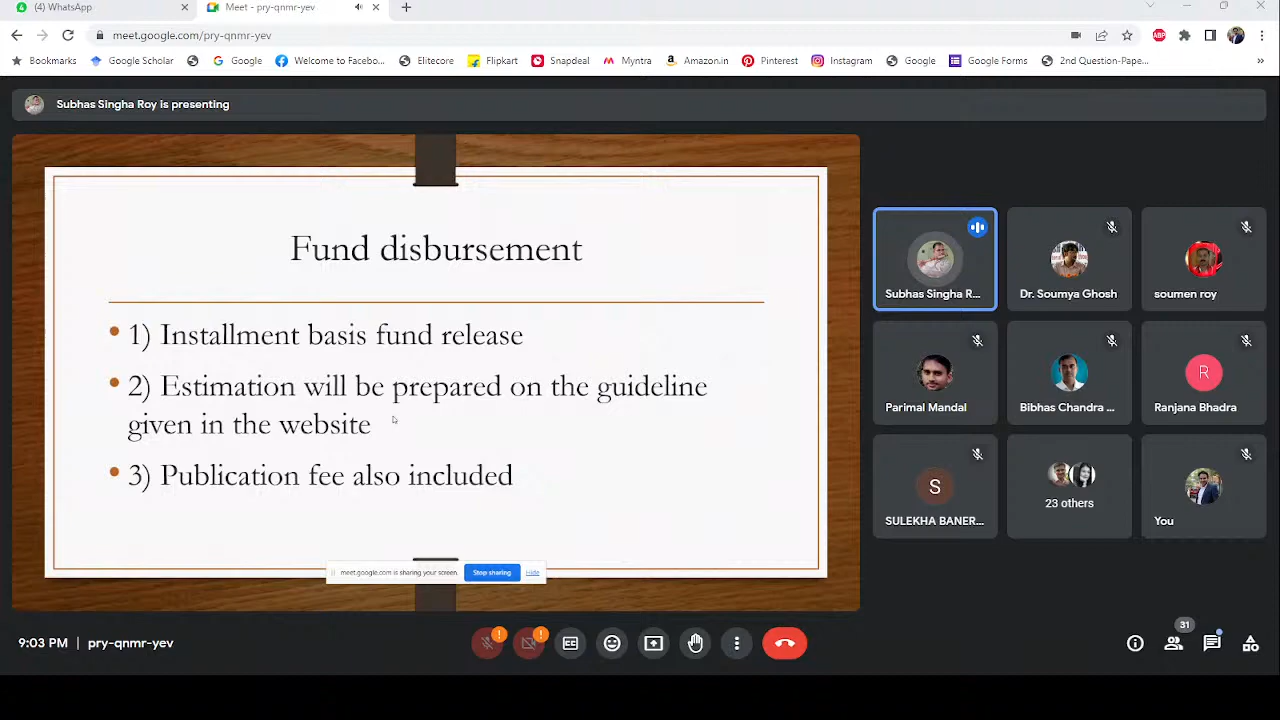 (4) WhatsApp
Meet - pry-qnmr-yev
meet.google.com/pry-qnmr-yev
ABP
Bookmarks
Google Scholar
Google
Welcome to Facebo...
Elitecore
Flipkart
Snapdeal
Myntra
Amazon.in
Pinterest
Instagram
Google
Google Forms
2nd Question-Pape...
»
Subhas Singha Roy is presenting
Fund disbursement
• 1) Installment basis fund release
• 2) Estimation will be prepared on the guideline
given in the website
• 3) Publication fee also included
meet.google.com is sharing your screen.
Stop sharing
Hide
Subhas Singha R...
Dr. Soumya Ghosh
soumen roy
Parimal Mandal
Bibhas Chandra ...
R
Ranjana Bhadra
S
SULEKHA BANER...
23 others
You
9:03 PM | pry-qnmr-yev
31